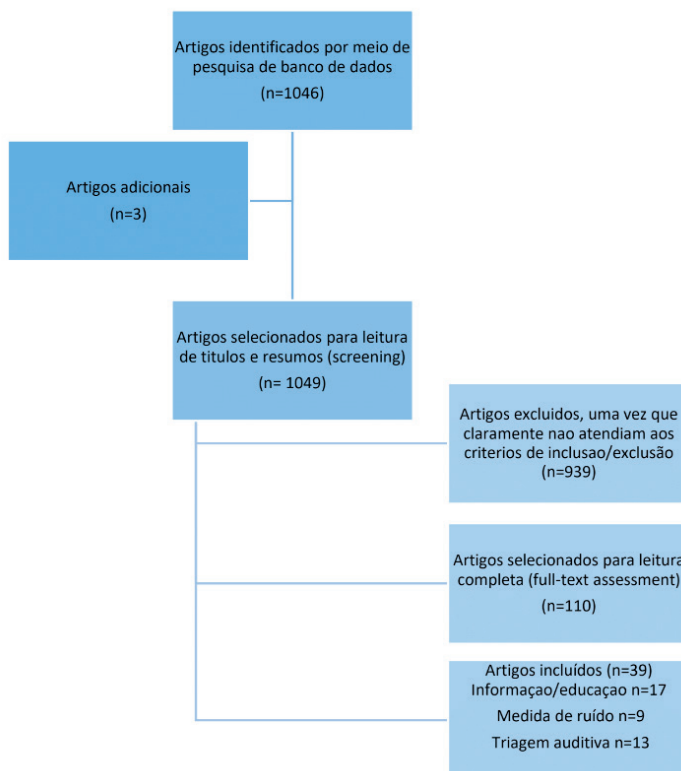 Artigos identificados por meio de
pesquisa de banco de dados
(n=1046)
Artigos adicionais
(n=3)
Artigos selecionados para leitura
de titulos e resumos (screening)
(n= 1049)
Artigos excluidos, uma vez que
claramente nao atendiam aos
criterios de inclusao/exclusão
(n=939)
Artigos selecionados para leitura
completa (full-text assessment)
(n=110)
Artigos incluídos (n=39)
Informaçao/educaçao n=17
Medida de ruído n=9
Triagem auditiva n=13